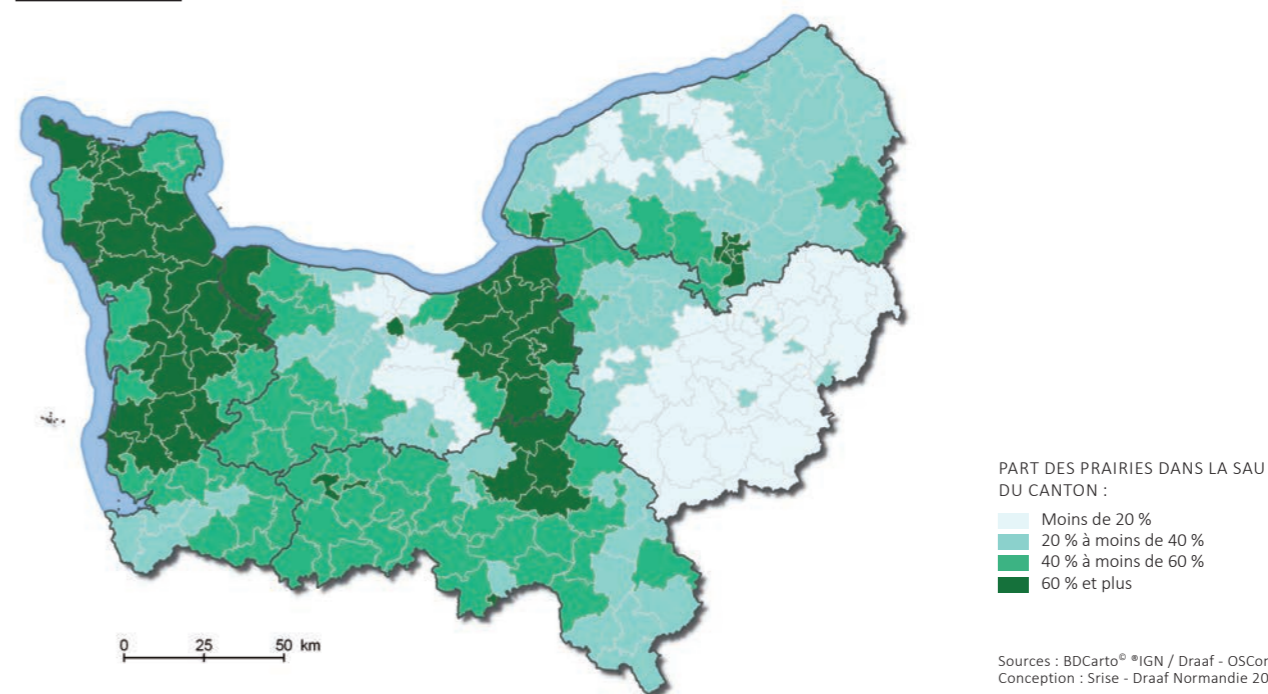 0 25 50 km
PART DES PRAIRIES DANS LA SAU
DU CANTON :
Moins de 20 %
20 % à moins de 40 %
40 % à moins de 60 %
60 % et plus
Sources : BDCarto© ®IGN / Draaf - OSCom
Conception : Srise - Draaf Normandie 20